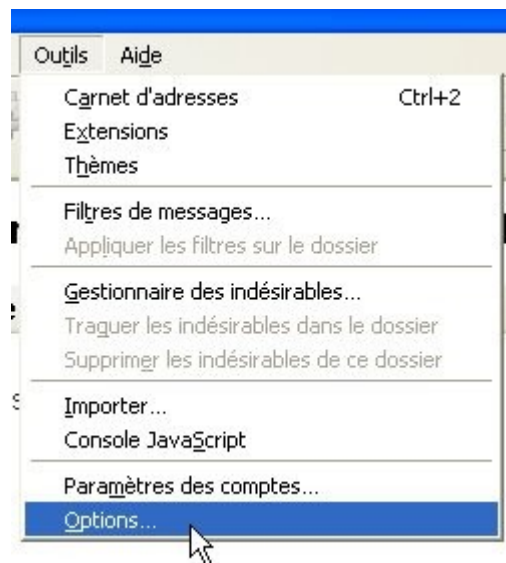 Outils Aide
Carnet d'adresses Ctrl+2
Extensions
Thèmes
Filtres de messages...
Appliquer les filtres sur le dossier
Gestionnaire des indésirables...
Traguer les indésirables dans le dossier
Supprimer les indésirables de ce dossier
Importer...
Console JavaScript
Paramètres des comptes...
Options...